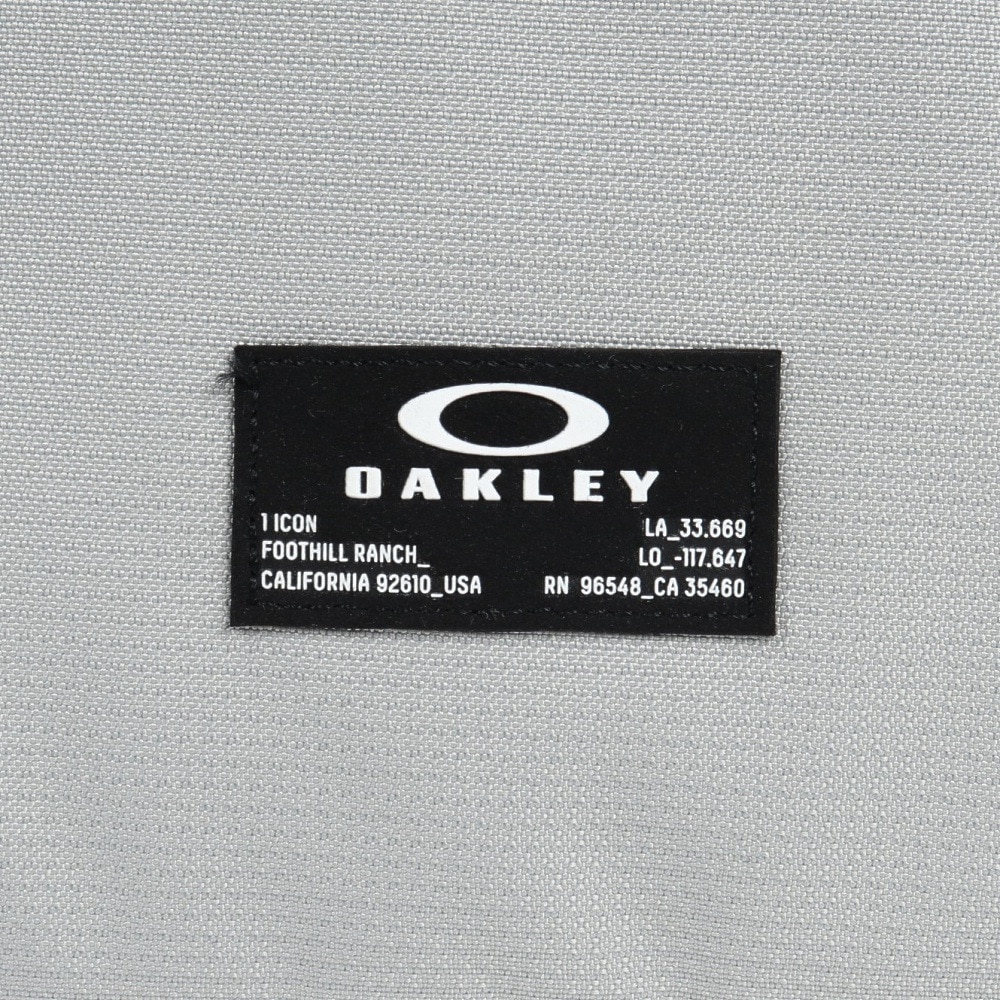 OAKLEY
1 ICON
FOOTHILL RANCH_
CALIFORNIA 92610_USA
LA_33.669
LO_-117.647
RN 96548_CA 35460